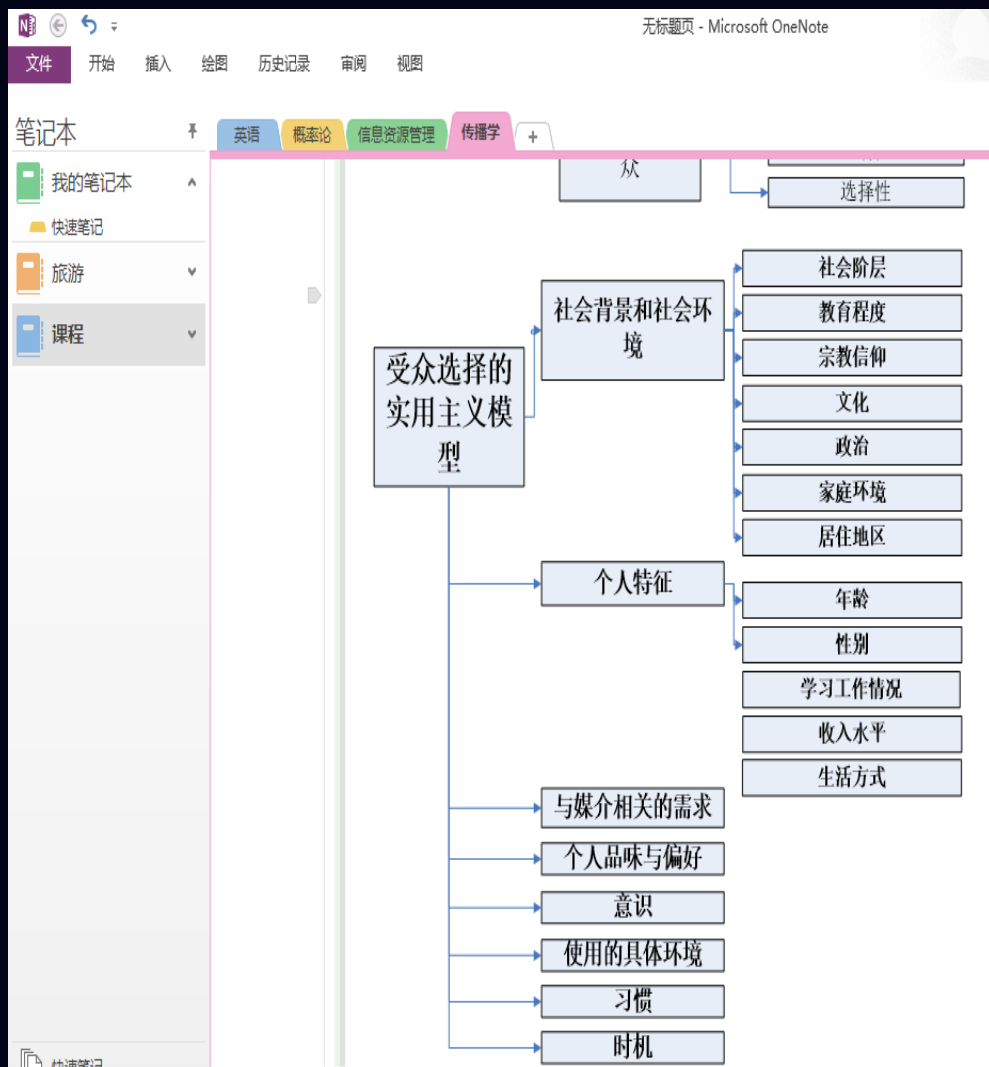 无标题页 - Microsoft OneNote
文件 开始 插入 绘图 历史记录 审阅 视图
笔记本
英语 概率论 信息资源管理 传播学 +
我的笔记本
快速笔记
旅游
课程
众
选择性
受众选择的
实用主义模
型
社会背景和社会环
境
社会阶层
教育程度
宗教信仰
文化
政治
家庭环境
居住地区
个人特征
年龄
性别
学习工作情况
收入水平
生活方式
与媒介相关的需求
个人品味与偏好
意识
使用的具体环境
习惯
时机
快速笔记